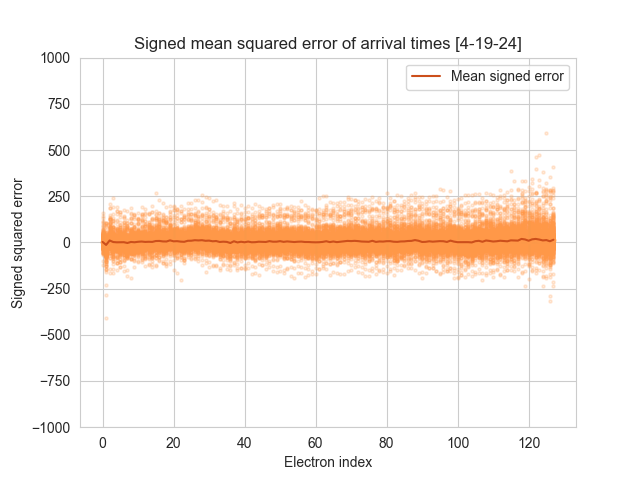 Signed mean squared error of arrival times [4-19-24]
Mean signed error
1000
750
500
250
0
−250
−500
−750
−1000
Signed squared error
0 20 40 60 80 100 120
Electron index